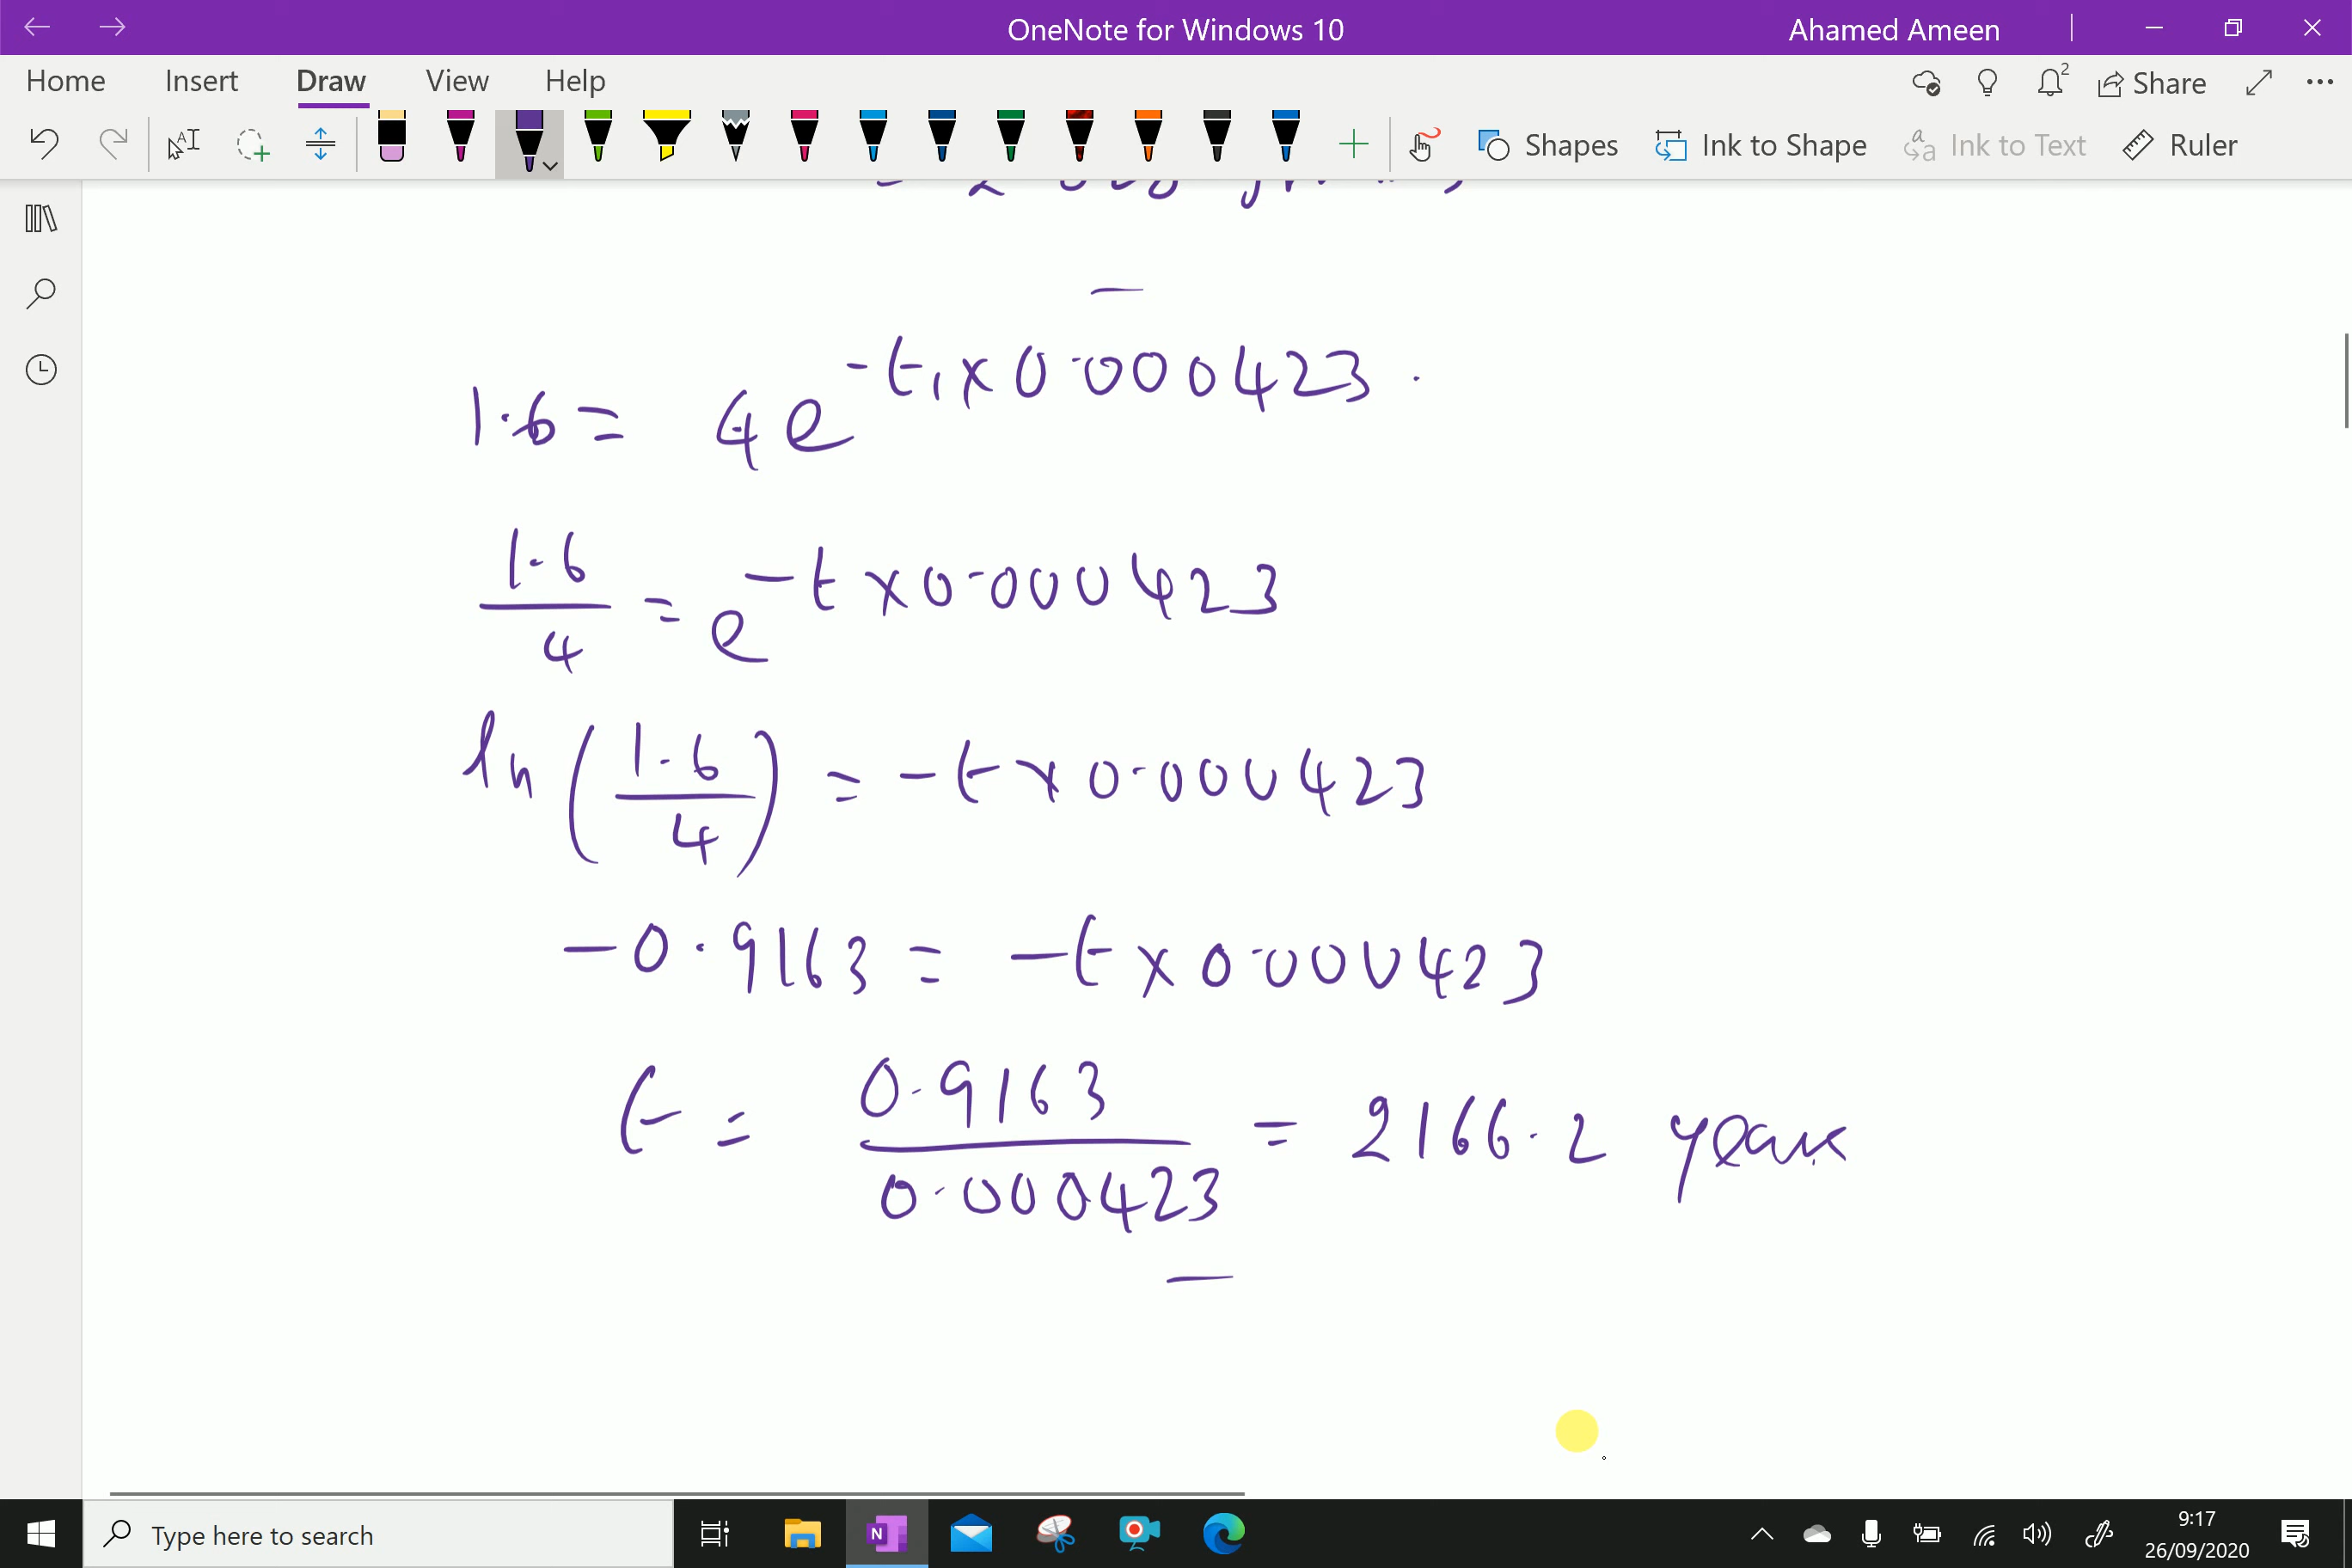 OneNote for Windows 10
Ahamed Ameen
Home Insert Draw View Help
2
Share
Shapes Ink to Shape Ink to Text Ruler
1.6 = 4e^-t₁×0.000423.
1.6/4 = e^-t×0.000423
ln(1.6/4) = -t×0.000423
-0.9163 = -t×0.000423
t = 0.9163/0.000423 = 2166.2 years
Type here to search
9:17
26/09/2020